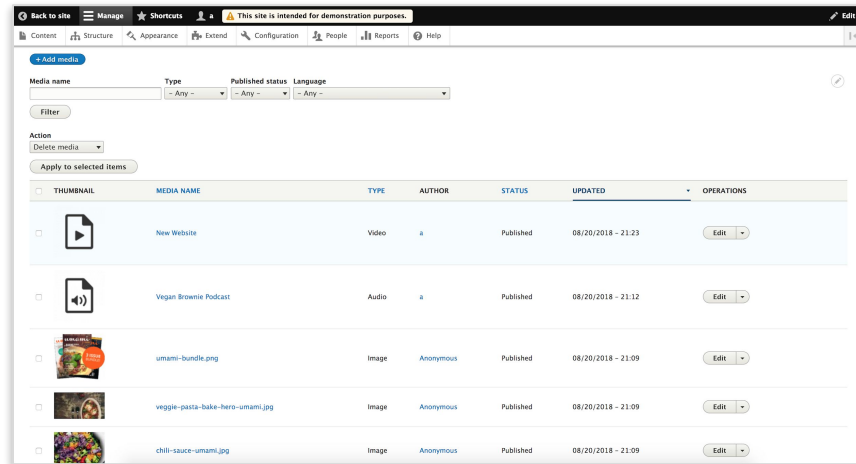 Back to site Manage Shortcuts a This site is intended for demonstration purposes. Edit
Content Structure Appearance Extend Configuration People Reports Help
+ Add media
Media name Type Published status Language
- Any - - Any - - Any -
Filter
Action
Delete media
Apply to selected items
THUMBNAIL MEDIA NAME TYPE AUTHOR STATUS UPDATED OPERATIONS
New Website Video a Published 08/20/2018 - 21:23 Edit
Vegan Brownie Podcast Audio a Published 08/20/2018 - 21:12 Edit
umami-bundle.png Image Anonymous Published 08/20/2018 - 21:09 Edit
veggie-pasta-bake-hero-umami.jpg Image Anonymous Published 08/20/2018 - 21:09 Edit
chili-sauce-umami.jpg Image Anonymous Published 08/20/2018 - 21:09 Edit